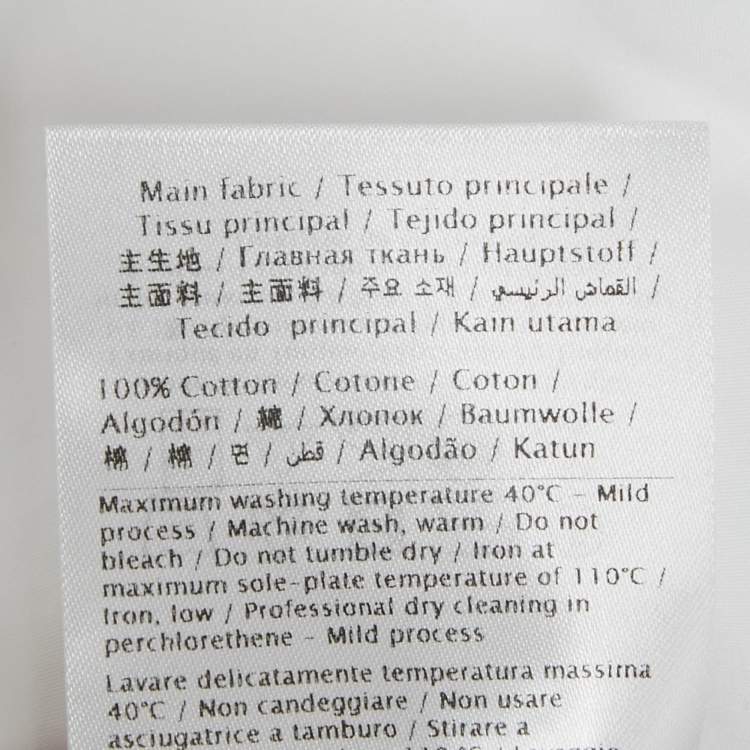 Main fabric / Tessuto principale /
Tissu principal / Tejido principal /
主生地 / Главная ткань / Hauptstoff /
主面料 / 主面料 / 주요 소재 / القماش الرئيسي /
Tecido principal / Kain utama
100% Cotton / Cotone / Coton /
Algodón / 綿 / Хлопок / Baumwolle /
棉 / 棉 / 면 / قطن / Algodão / Katun
Maximum washing temperature 40°C - Mild
process / Machine wash, warm / Do not
bleach / Do not tumble dry / Iron at
maximum sole-plate temperature of 110°C /
Iron, low / Professional dry cleaning in
perchlorethene - Mild process
Lavare delicatamente temperatura massima
40°C / Non candeggiare / Non usare
asciugatrice a tamburo / Stirare a